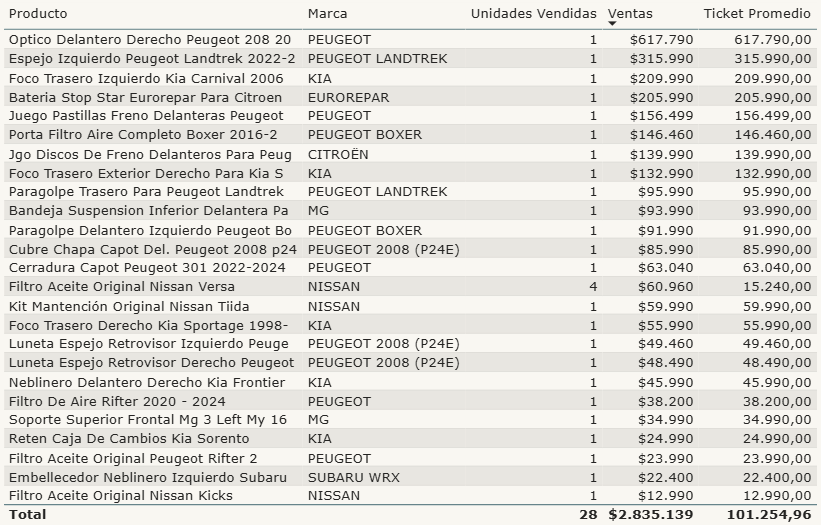 Producto Marca Unidades Vendidas Ventas Ticket Promedio
Optico Delantero Derecho Peugeot 208 20 PEUGEOT 1 $617.790 617.790,00
Espejo Izquierdo Peugeot Landtrek 2022-2 PEUGEOT LANDTREK 1 $315.990 315.990,00
Foco Trasero Izquierdo Kia Carnival 2006 KIA 1 $209.990 209.990,00
Bateria Stop Star Eurorepar Para Citroen EUROREPAR 1 $205.990 205.990,00
Juego Pastillas Freno Delanteras Peugeot PEUGEOT 1 $156.499 156.499,00
Porta Filtro Aire Completo Boxer 2016-2 PEUGEOT BOXER 1 $146.460 146.460,00
Jgo Discos De Freno Delanteros Para Peug CITROËN 1 $139.990 139.990,00
Foco Trasero Exterior Derecho Para Kia S KIA 1 $132.990 132.990,00
Paragolpe Trasero Para Peugeot Landtrek PEUGEOT LANDTREK 1 $95.990 95.990,00
Bandeja Suspension Inferior Delantera Pa MG 1 $93.990 93.990,00
Paragolpe Delantero Izquierdo Peugeot Bo PEUGEOT BOXER 1 $91.990 91.990,00
Cubre Chapa Capot Del. Peugeot 2008 p24 PEUGEOT 2008 (P24E) 1 $85.990 85.990,00
Cerradura Capot Peugeot 301 2022-2024 PEUGEOT 1 $63.040 63.040,00
Filtro Aceite Original Nissan Versa NISSAN 4 $60.960 15.240,00
Kit Mantención Original Nissan Tiida NISSAN 1 $59.990 59.990,00
Foco Trasero Derecho Kia Sportage 1998- KIA 1 $55.990 55.990,00
Luneta Espejo Retrovisor Izquierdo Peuge PEUGEOT 2008 (P24E) 1 $49.460 49.460,00
Luneta Espejo Retrovisor Derecho Peugeot PEUGEOT 2008 (P24E) 1 $48.490 48.490,00
Neblinero Delantero Derecho Kia Frontier KIA 1 $45.990 45.990,00
Filtro De Aire Rifter 2020 - 2024 PEUGEOT 1 $38.200 38.200,00
Soporte Superior Frontal Mg 3 Left My 16 MG 1 $34.990 34.990,00
Reten Caja De Cambios Kia Sorento KIA 1 $24.990 24.990,00
Filtro Aceite Original Peugeot Rifter 2 PEUGEOT 1 $23.990 23.990,00
Embellecedor Neblinero Izquierdo Subaru SUBARU WRX 1 $22.400 22.400,00
Filtro Aceite Original Nissan Kicks NISSAN 1 $12.990 12.990,00
Total 28 $2.835.139 101.254,96